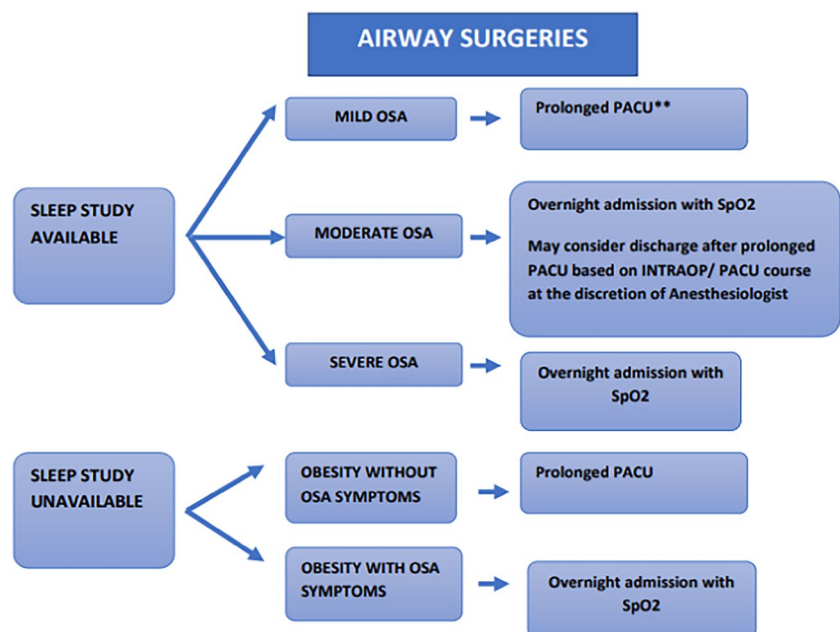 AIRWAY SURGERIES
MILD OSA
Prolonged PACU**
SLEEP STUDY
AVAILABLE
MODERATE OSA
Overnight admission with SpO2
May consider discharge after prolonged
PACU based on INTRAOP/ PACU course
at the discretion of Anesthesiologist
SEVERE OSA
Overnight admission with
SpO2
SLEEP STUDY
UNAVAILABLE
OBESITY WITHOUT
OSA SYMPTOMS
Prolonged PACU
OBESITY WITH OSA
SYMPTOMS
Overnight admission with
SpO2